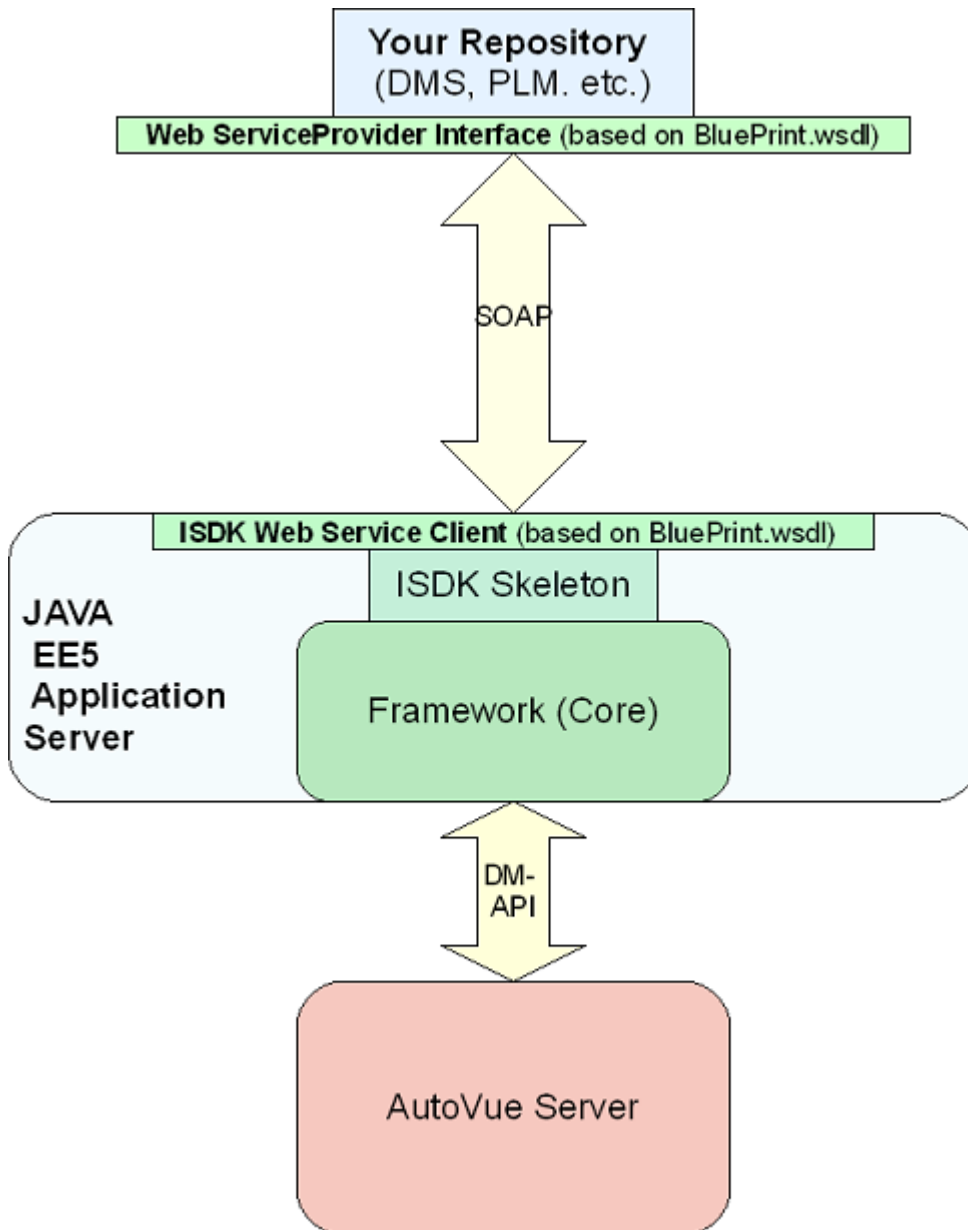 Your Repository
(DMS, PLM. etc.)
Web ServiceProvider Interface (based on BluePrint.wsdl)
SOAP
ISDK Web Service Client (based on BluePrint.wsdl)
ISDK Skeleton
JAVA
EE5
Application
Server
Framework (Core)
DM-
API
AutoVue Server